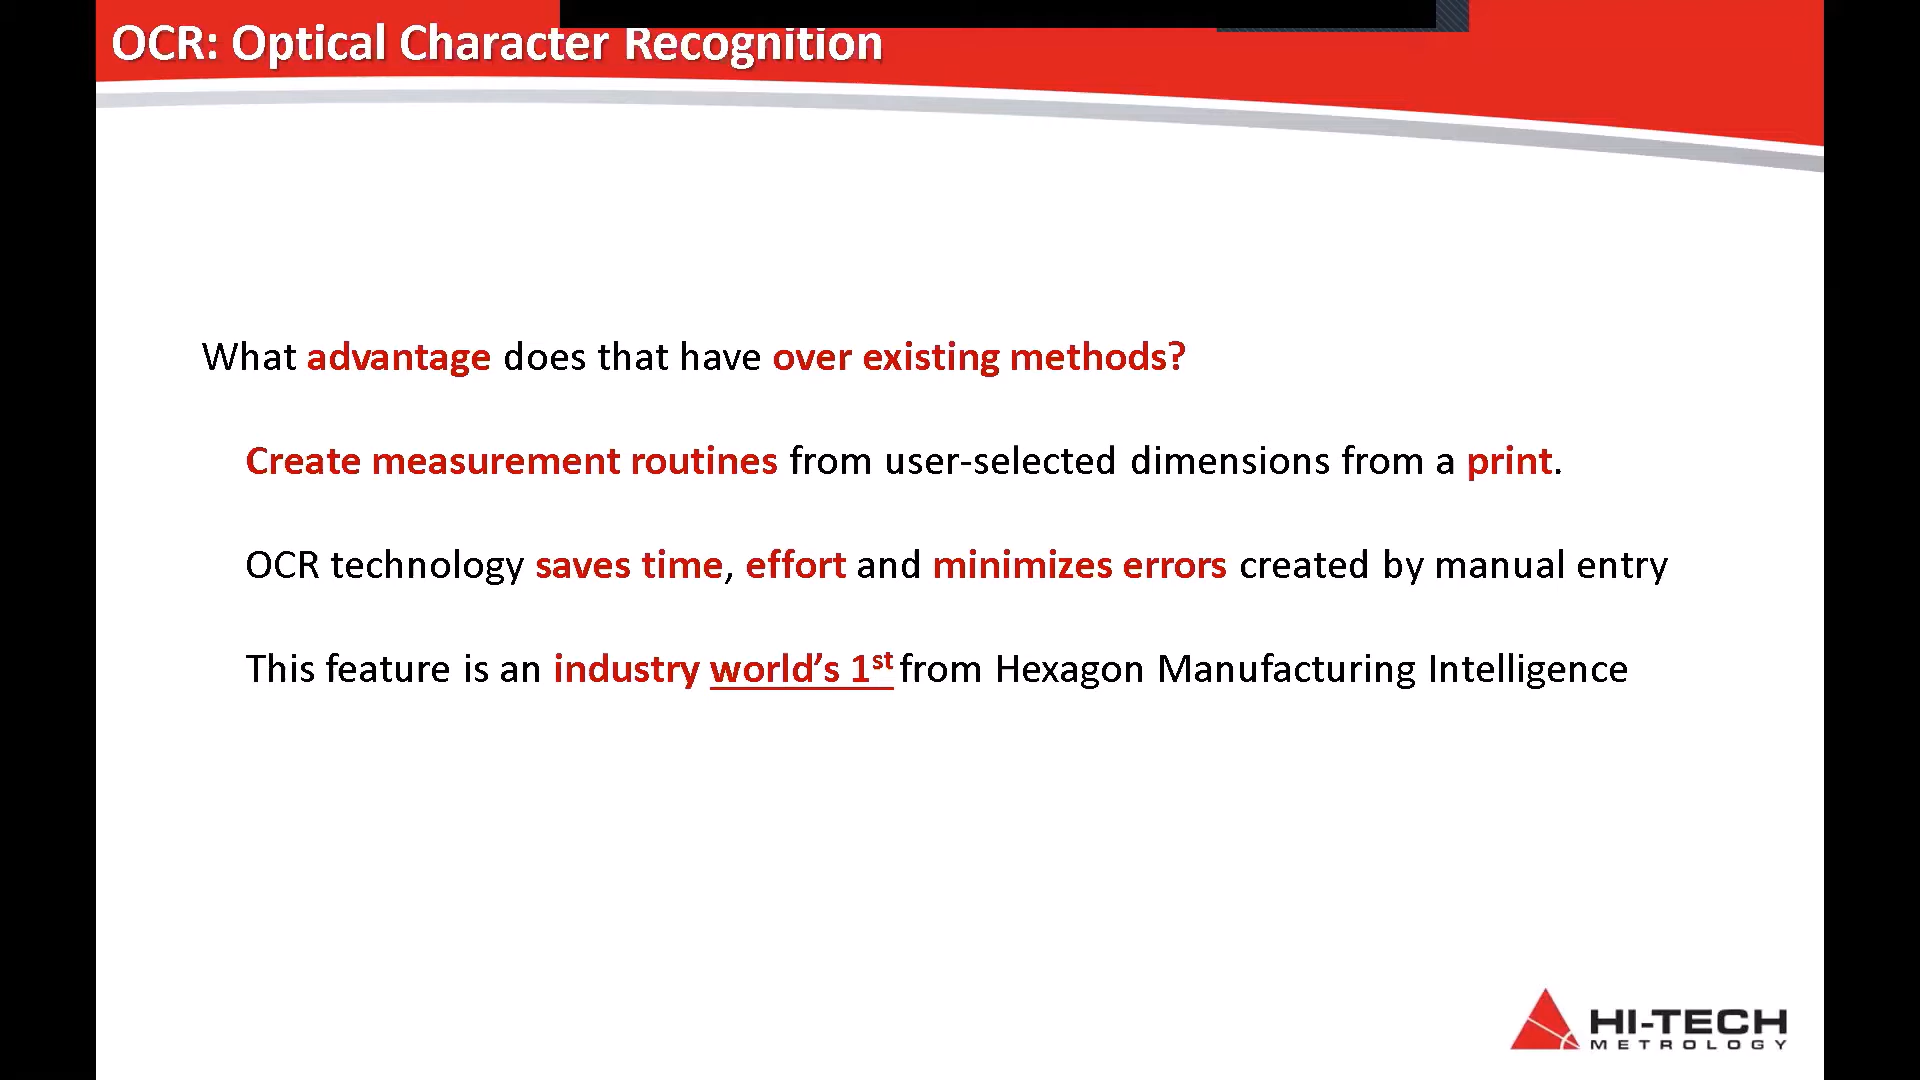 OCR: Optical Character Recognition
What advantage does that have over existing methods?
Create measurement routines from user-selected dimensions from a print.
OCR technology saves time, effort and minimizes errors created by manual entry
This feature is an industry world’s 1st from Hexagon Manufacturing Intelligence
HI-TECH
METROLOGY